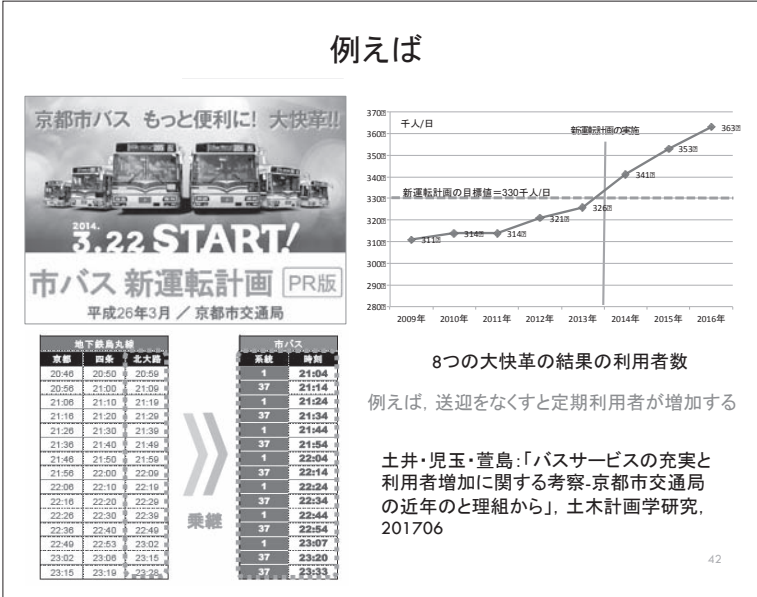 例えば
京都市バス もっと便利に! 大快革!!
2014.
3.22 START!
市バス 新運転計画 PR版
平成26年3月 / 京都市交通局
地下鉄烏丸線
京都 四条 北大路
20:46 20:50 20:59
20:56 21:00 21:09
21:06 21:10 21:19
21:16 21:20 21:29
21:26 21:30 21:39
21:36 21:40 21:49
21:46 21:50 21:59
21:56 22:00 22:09
22:06 22:10 22:19
22:16 22:20 22:29
22:26 22:30 22:39
22:36 22:40 22:49
22:49 22:53 23:02
23:02 23:06 23:15
23:15 23:19 23:28
乗継
市バス
系統 時刻
1 21:04
37 21:14
1 21:24
37 21:34
1 21:44
37 21:54
1 22:04
37 22:14
1 22:24
37 22:34
1 22:44
37 22:54
1 23:07
37 23:20
37 23:33
千人/日
新運転計画の実施
新運転計画の目標値=330千人/日
370
360
350
340
330
320
310
300
290
280
311
314
314
321
326
341
353
363
2009年 2010年 2011年 2012年 2013年 2014年 2015年 2016年
8つの大快革の結果の利用者数
例えば, 送迎をなくすと定期利用者が増加する
土井・児玉・萱島:「バスサービスの充実と
利用者増加に関する考察-京都市交通局
の近年のと理組から」, 土木計画学研究,
201706
42